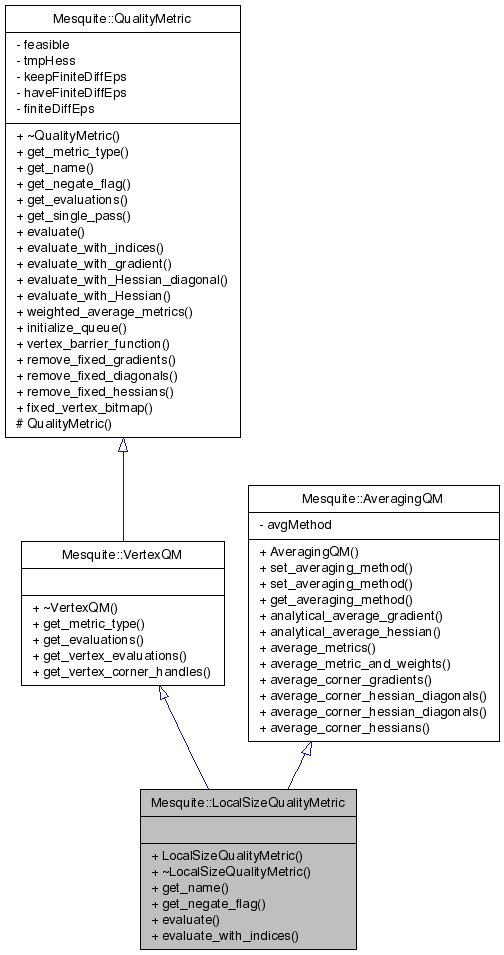 Mesquite::QualityMetric
- feasible
- tmpHess
- keepFiniteDiffEps
- haveFiniteDiffEps
- finiteDiffEps
+ ~QualityMetric()
+ get_metric_type()
+ get_name()
+ get_negate_flag()
+ get_evaluations()
+ get_single_pass()
+ evaluate()
+ evaluate_with_indices()
+ evaluate_with_gradient()
+ evaluate_with_Hessian_diagonal()
+ evaluate_with_Hessian()
+ weighted_average_metrics()
+ initialize_queue()
+ vertex_barrier_function()
+ remove_fixed_gradients()
+ remove_fixed_diagonals()
+ remove_fixed_hessians()
+ fixed_vertex_bitmap()
# QualityMetric()
Mesquite::VertexQM
+ ~VertexQM()
+ get_metric_type()
+ get_evaluations()
+ get_vertex_evaluations()
+ get_vertex_corner_handles()
Mesquite::AveragingQM
- avgMethod
+ AveragingQM()
+ set_averaging_method()
+ set_averaging_method()
+ get_averaging_method()
+ analytical_average_gradient()
+ analytical_average_hessian()
+ average_metrics()
+ average_metric_and_weights()
+ average_corner_gradients()
+ average_corner_hessian_diagonals()
+ average_corner_hessian_diagonals()
+ average_corner_hessians()
Mesquite::LocalSizeQualityMetric
+ LocalSizeQualityMetric()
+ ~LocalSizeQualityMetric()
+ get_name()
+ get_negate_flag()
+ evaluate()
+ evaluate_with_indices()